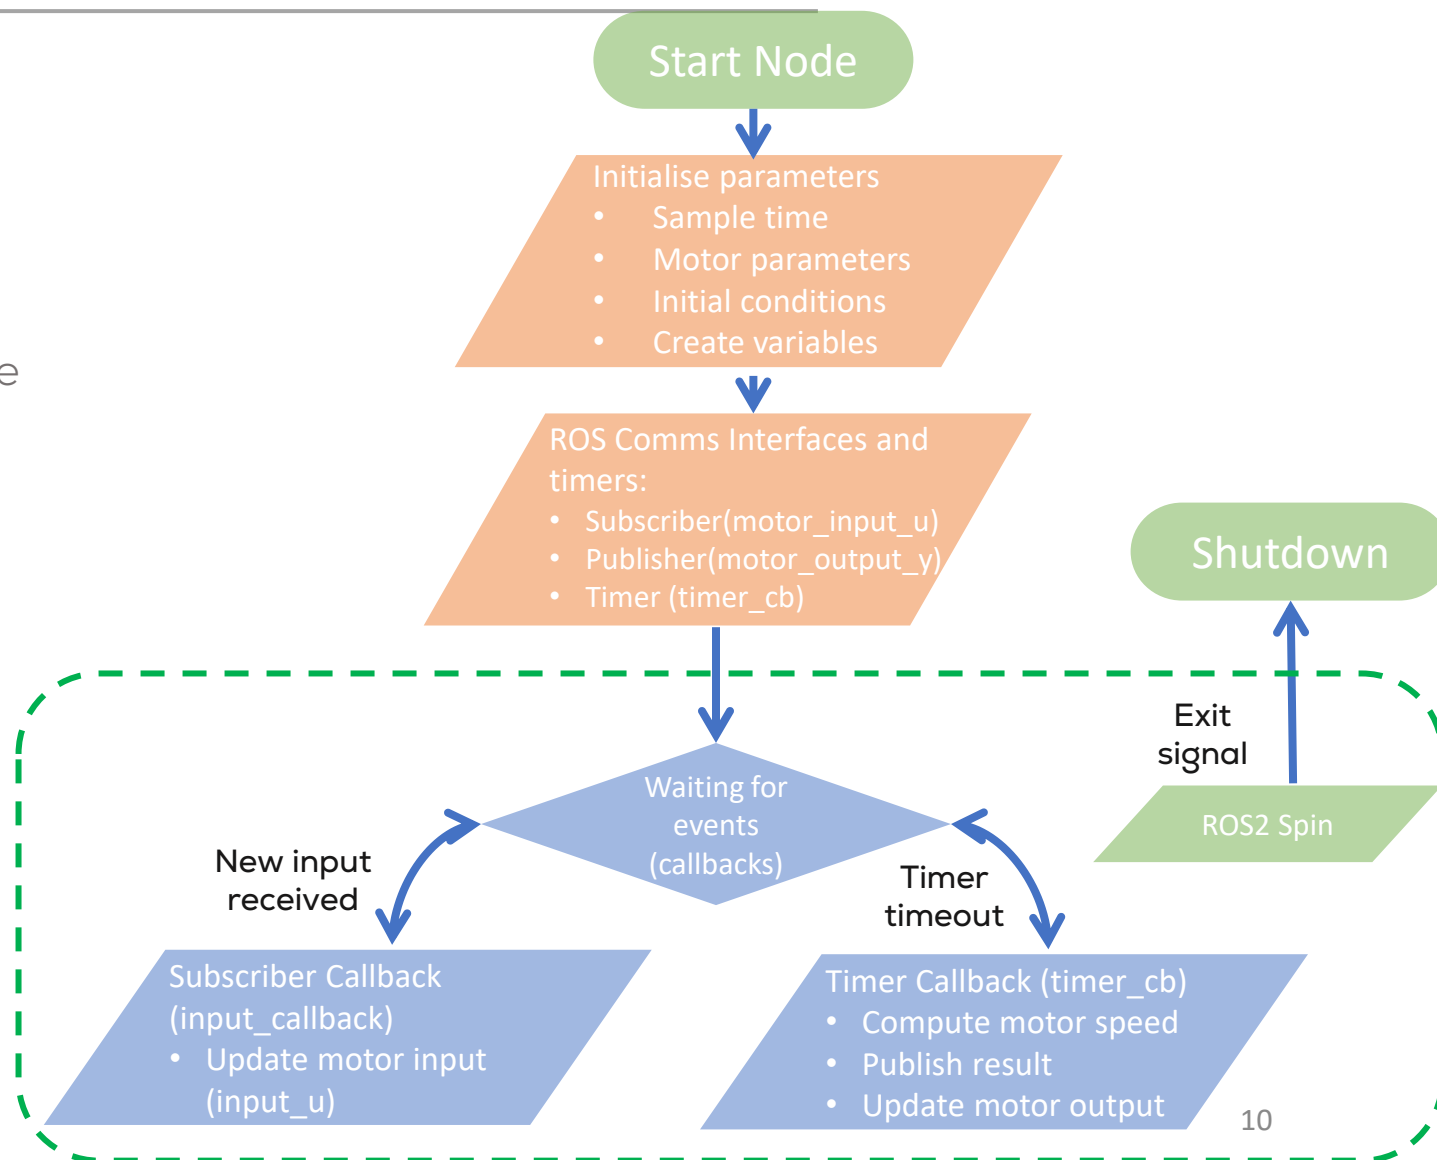 Start Node
Initialise parameters
• Sample time
• Motor parameters
• Initial conditions
• Create variables
e
ROS Comms Interfaces and
timers:
• Subscriber(motor_input_u)
• Publisher(motor_output_y)
• Timer (timer_cb)
Shutdown
Exit
signal
ROS2 Spin
Waiting for
events
(callbacks)
New input
received
Timer
timeout
Subscriber Callback
(input_callback)
• Update motor input
(input_u)
Timer Callback (timer_cb)
• Compute motor speed
• Publish result
• Update motor output
10